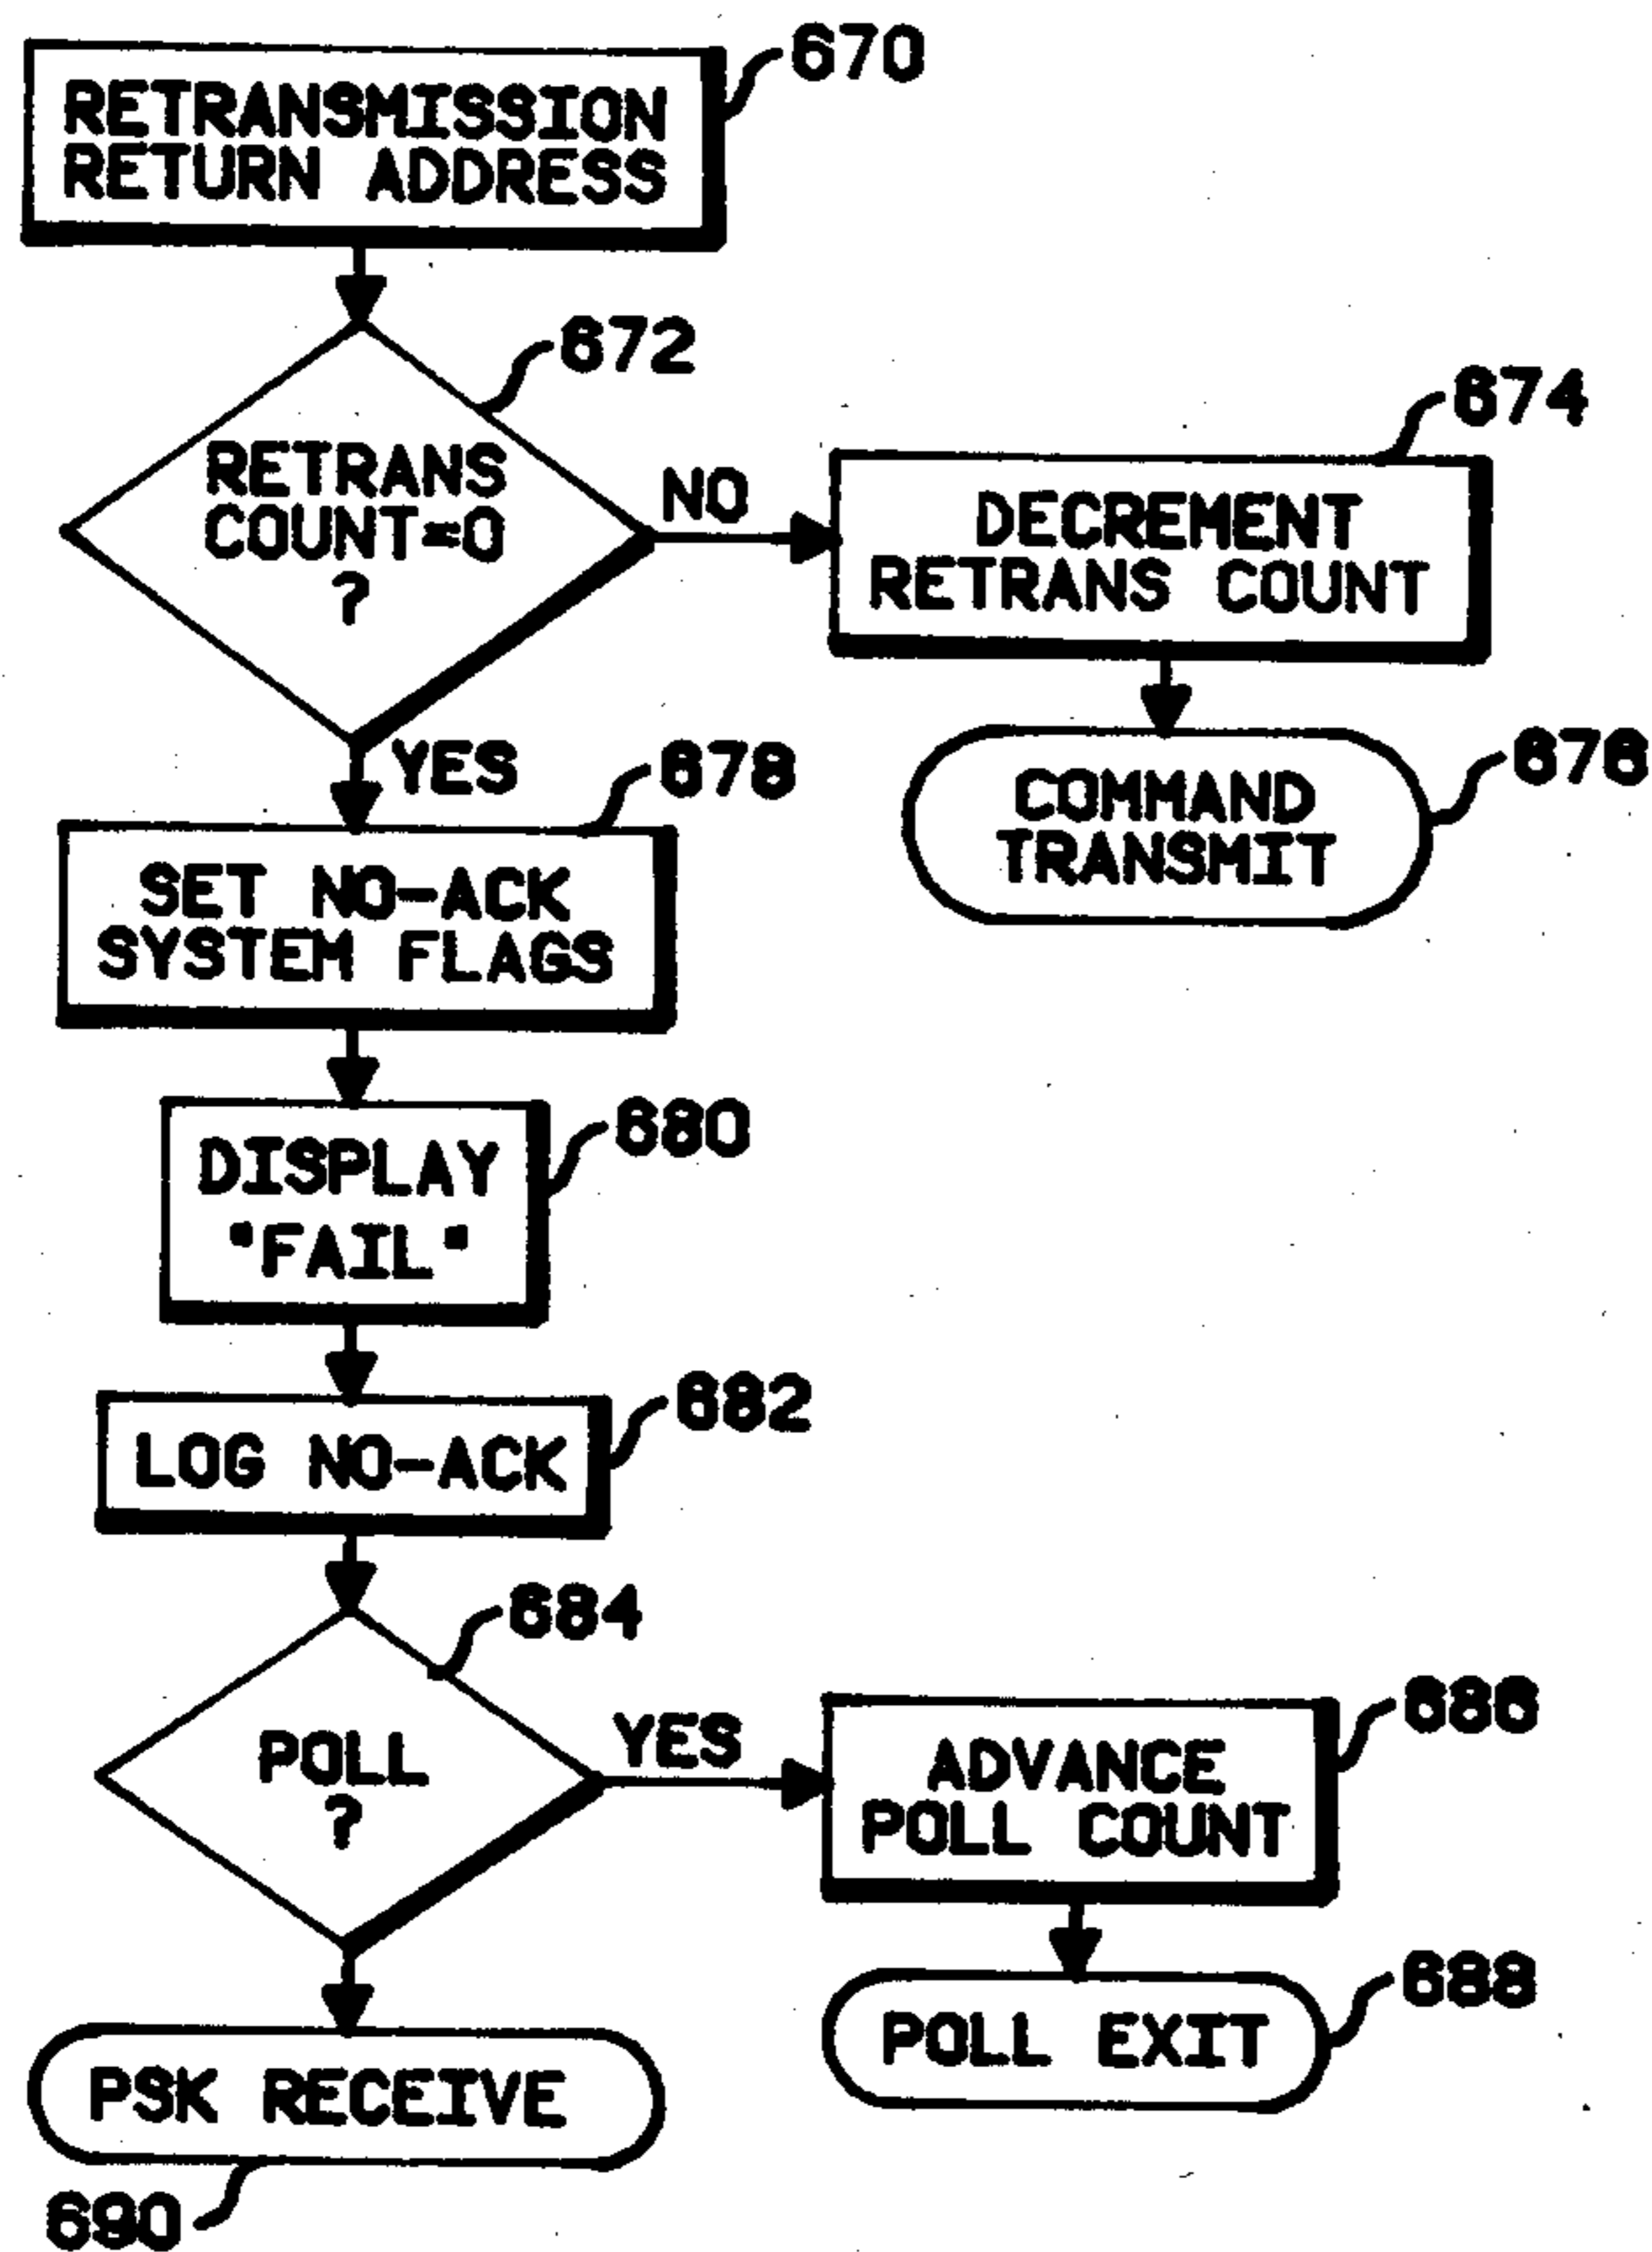 670
RETRANSMISSION
RETURN ADDRESS
672
RETRANS
COUNT=0
?
NO
674
DECREMENT
RETRANS COUNT
676
COMMAND
TRANSMIT
YES
678
SET NO-ACK
SYSTEM FLAGS
680
DISPLAY
"FAIL"
682
LOG NO-ACK
684
POLL
?
YES
686
ADVANCE
POLL COUNT
688
POLL EXIT
PSK RECEIVE
690